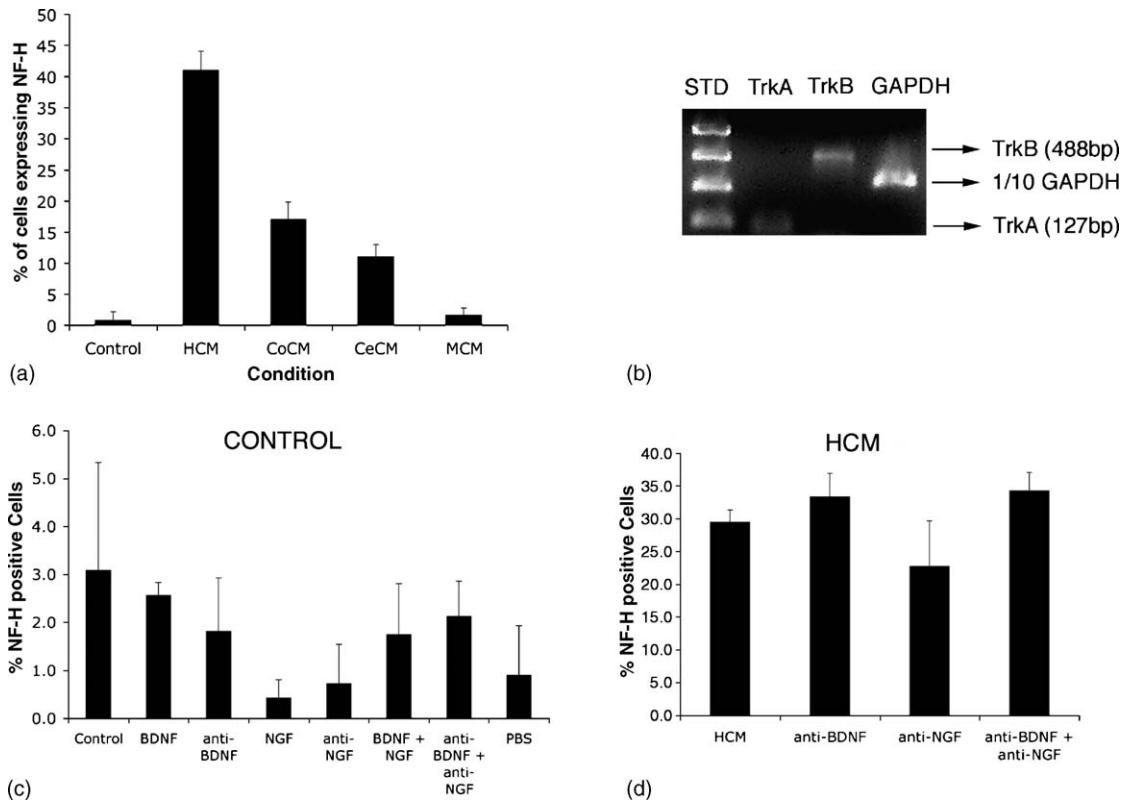 50
45
40
35
30
25
20
15
10
5
0
% of cells expressing NF-H
Control HCM CoCM CeCM MCM
Condition
(a)
STD TrkA TrkB GAPDH
TrkB (488bp)
1/10 GAPDH
TrkA (127bp)
(b)
CONTROL
6.0
5.0
4.0
3.0
2.0
1.0
0.0
% NF-H positive Cells
Control BDNF anti-BDNF NGF anti-NGF BDNF + NGF anti-BDNF + anti-NGF PBS
(c)
HCM
40.0
35.0
30.0
25.0
20.0
15.0
10.0
5.0
0.0
% NF-H positive Cells
HCM anti-BDNF anti-NGF anti-BDNF + anti-NGF
(d)